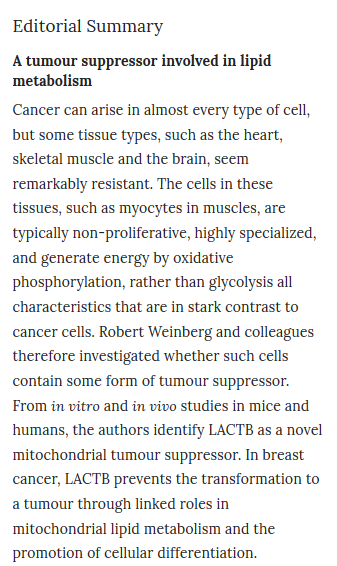 Editorial Summary
A tumour suppressor involved in lipid
metabolism
Cancer can arise in almost every type of cell,
but some tissue types, such as the heart,
skeletal muscle and the brain, seem
remarkably resistant. The cells in these
tissues, such as myocytes in muscles, are
typically non-proliferative, highly specialized,
and generate energy by oxidative
phosphorylation, rather than glycolysis all
characteristics that are in stark contrast to
cancer cells. Robert Weinberg and colleagues
therefore investigated whether such cells
contain some form of tumour suppressor.
From in vitro and in vivo studies in mice and
humans, the authors identify LACTB as a novel
mitochondrial tumour suppressor. In breast
cancer, LACTB prevents the transformation to
a tumour through linked roles in
mitochondrial lipid metabolism and the
promotion of cellular differentiation.